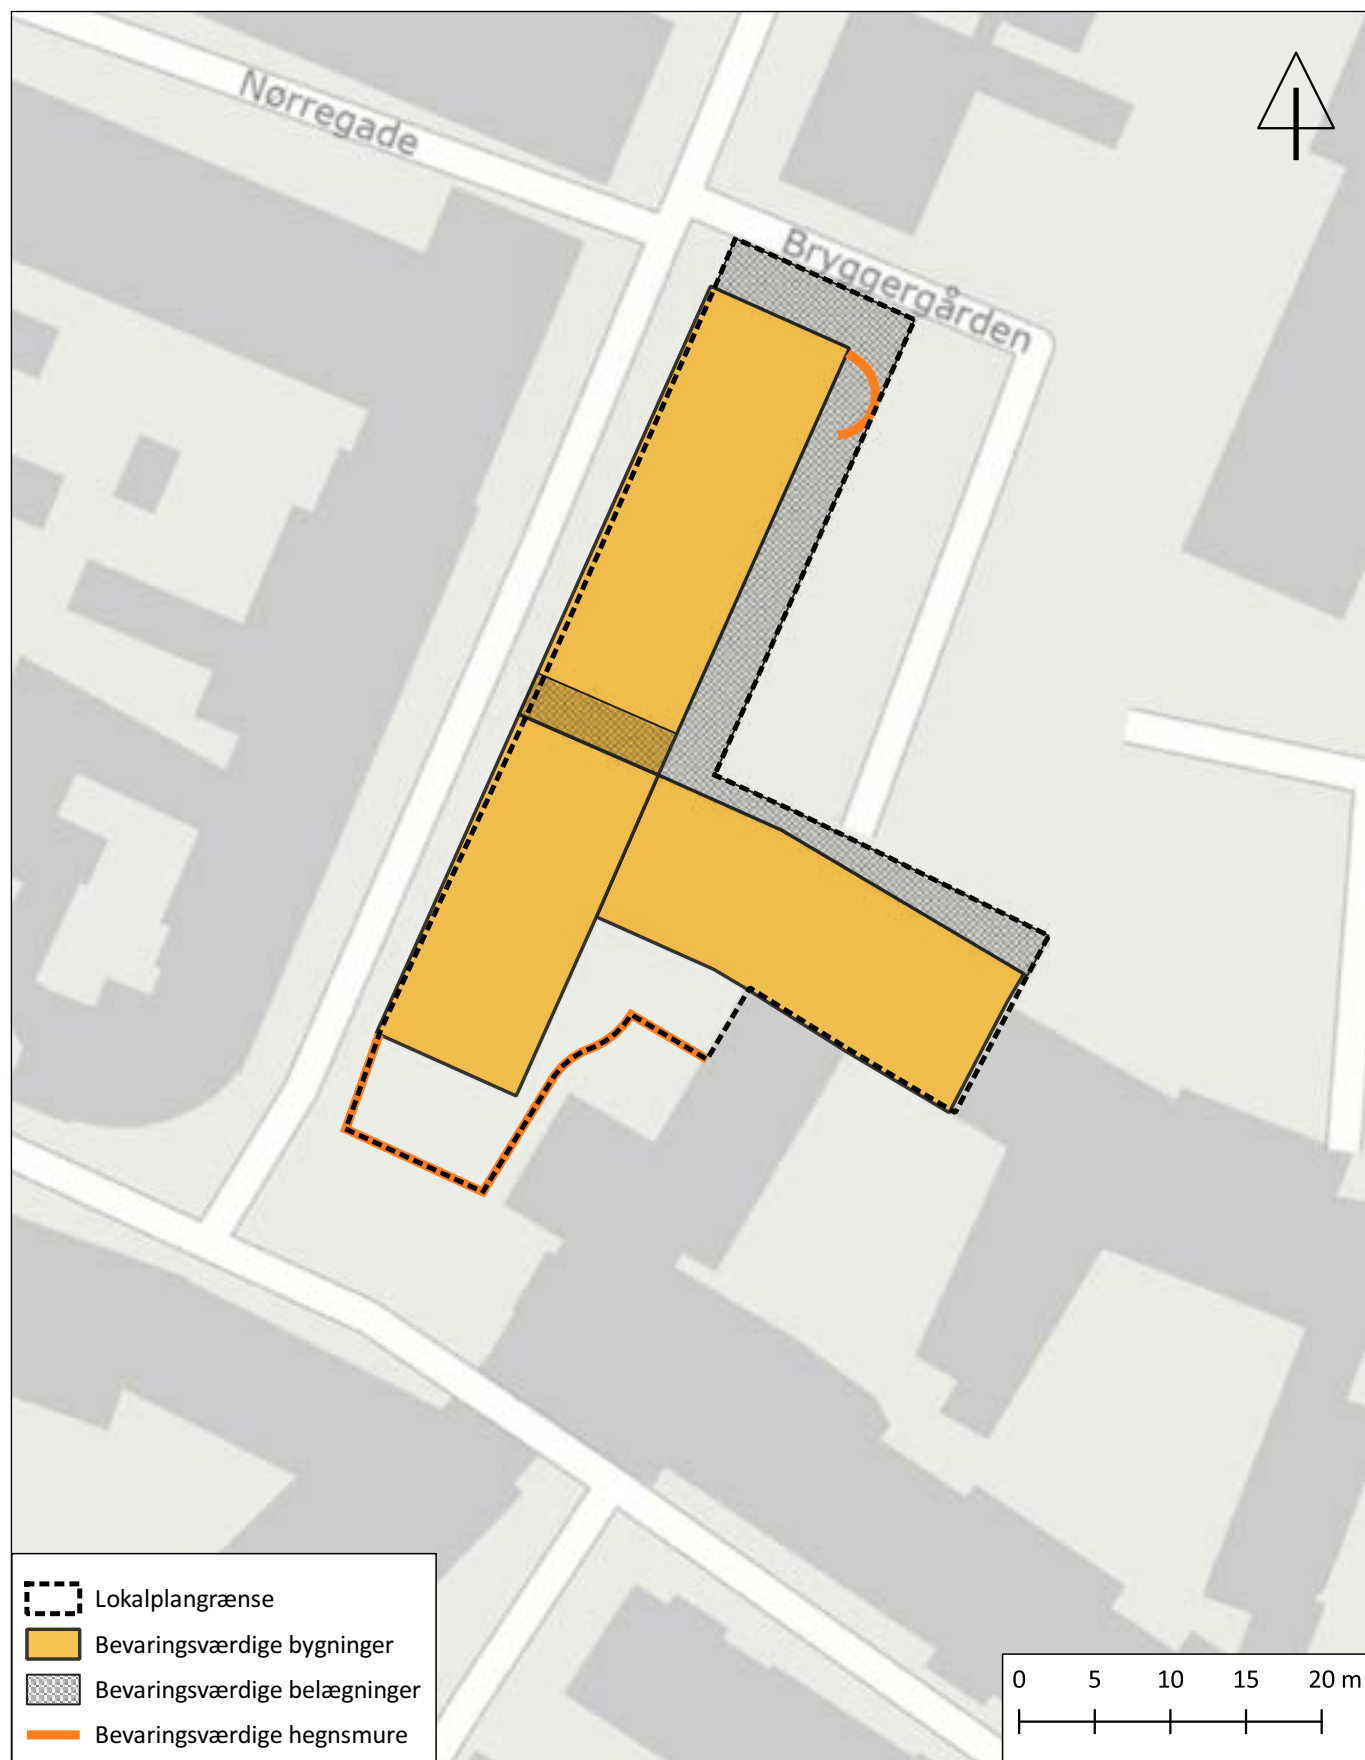 Nørregade
Bryggergården
Lokalplangrænse
Bevaringsværdige bygninger
Bevaringsværdige belægninger
Bevaringsværdige hegnsmure
0 5 10 15 20 m